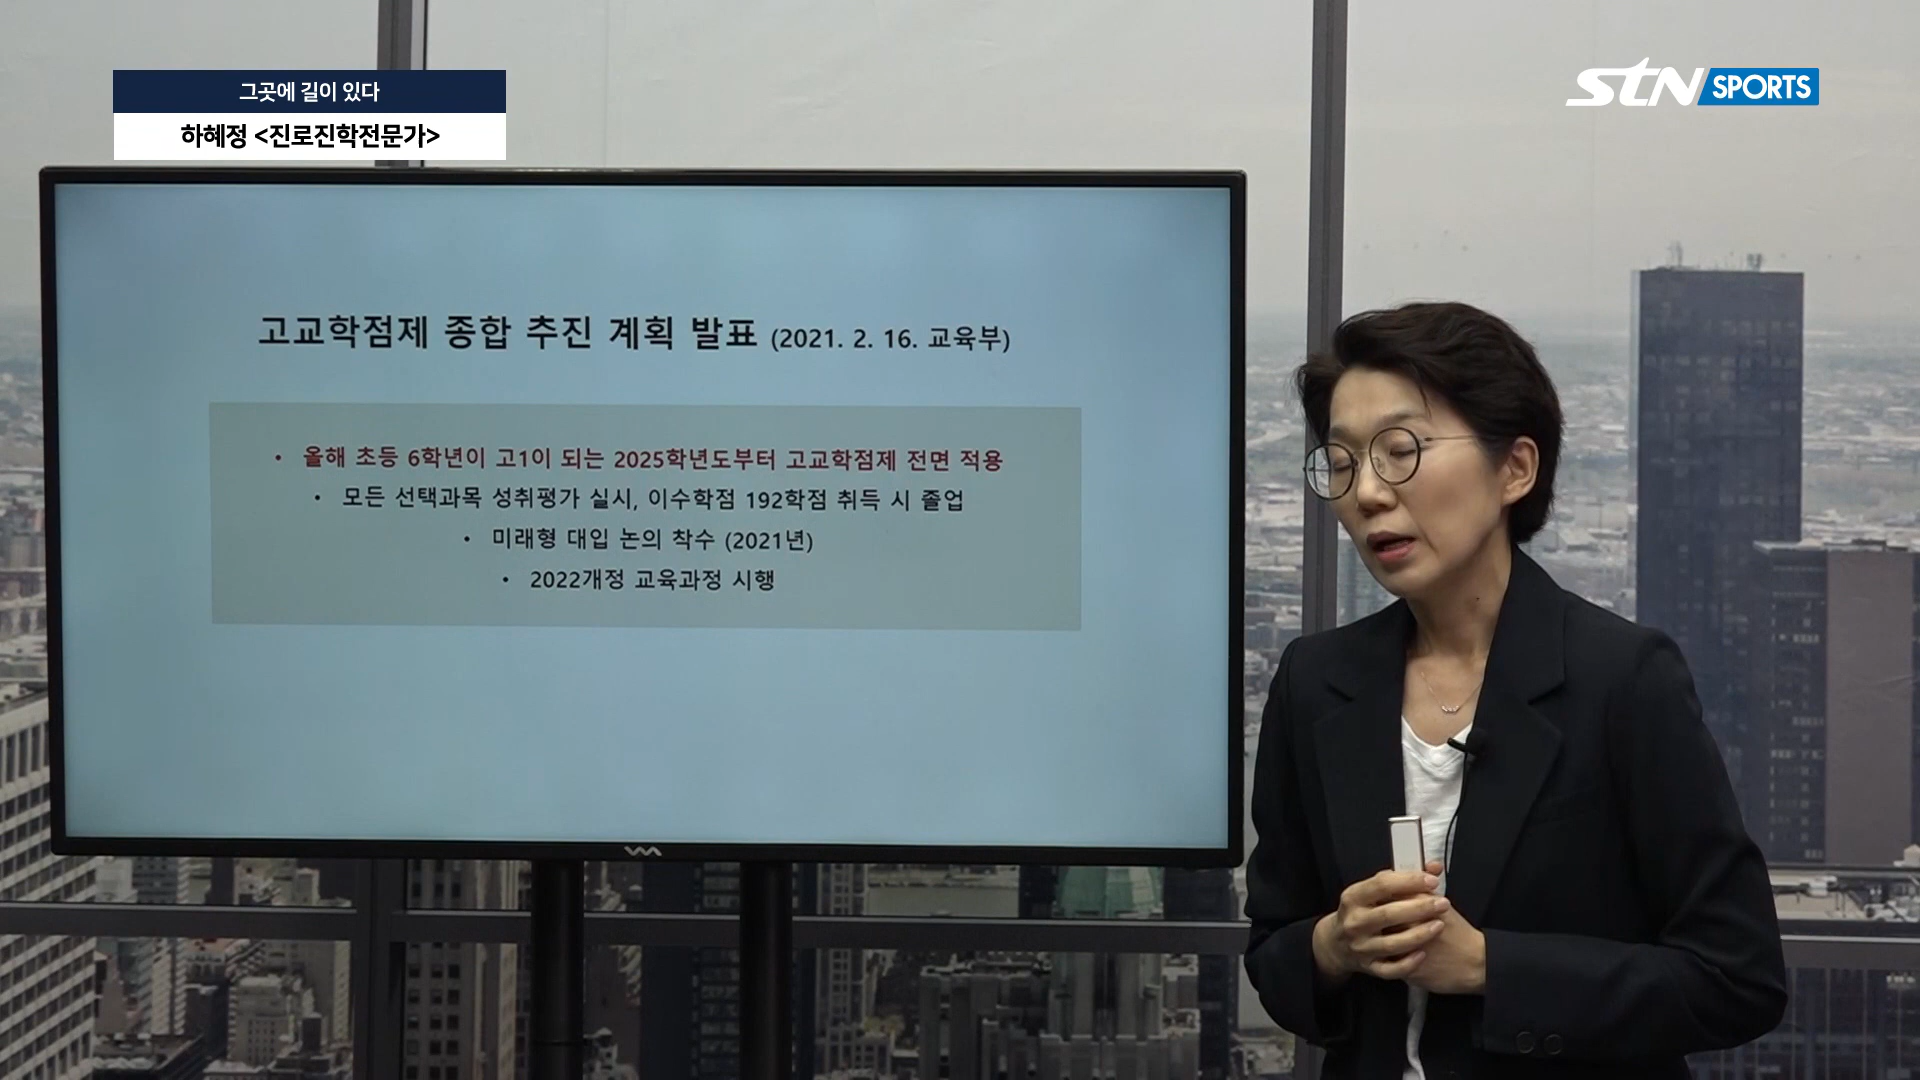 그곳에 길이 있다
하혜정 <진로진학전문가>
STN SPORTS
고교학점제 종합 추진 계획 발표 (2021. 2. 16. 교육부)
• 올해 초등 6학년이 고1이 되는 2025학년도부터 고교학점제 전면 적용
• 모든 선택과목 성취평가 실시, 이수학점 192학점 취득 시 졸업
• 미래형 대입 논의 착수 (2021년)
• 2022개정 교육과정 시행